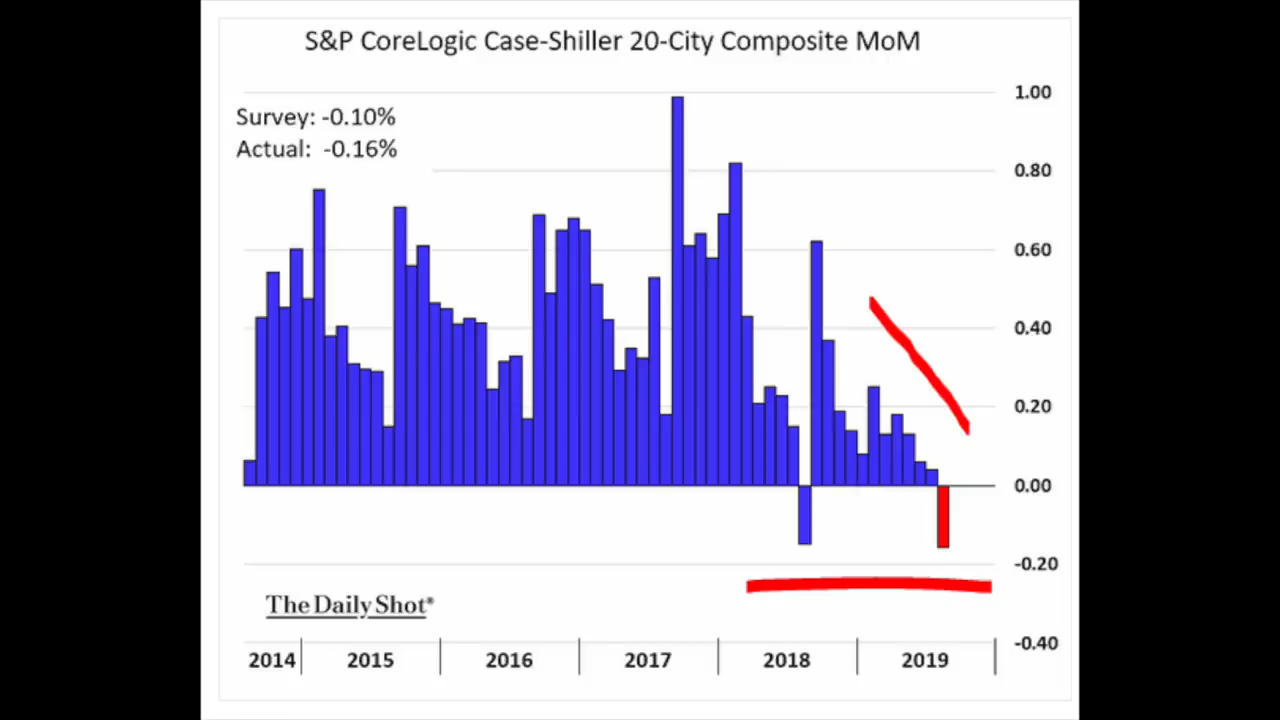 S&P CoreLogic Case-Shiller 20-City Composite MoM
Survey: -0.10%
Actual: -0.16%
1.00
0.80
0.60
0.40
0.20
0.00
-0.20
-0.40
The Daily Shot®
2014 2015 2016 2017 2018 2019